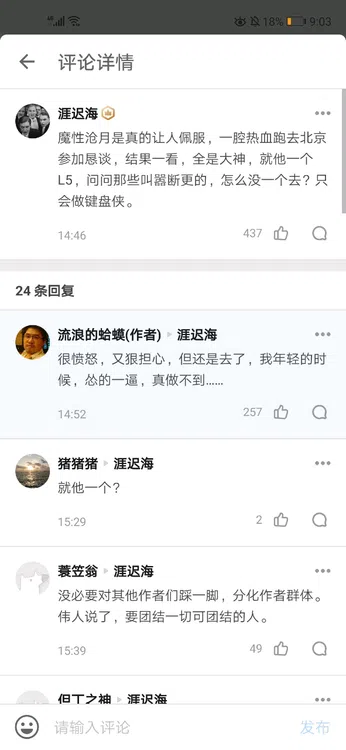 18% 9:03
评论详情
涯迟海
魔性沧月是真的让人佩服，一腔热血跑去北京
参加恳谈，结果一看，全是大神，就他一个
L5，问问那些叫嚣断更的，怎么没一个去？只
会做键盘侠。
14:46 437
24 条回复
流浪的蛤蟆(作者) 涯迟海
很愤怒，又狠担心，但还是去了，我年轻的时
候，怂的一逼，真做不到......
14:52 257
猪猪猪 涯迟海
就他一个？
15:29 2
蓑笠翁 涯迟海
没必要对其他作者们踩一脚，分化作者群体。
伟人说了，要团结一切可团结的人。
15:39 49
但丁之神 涯迟海
请输入评论 发布